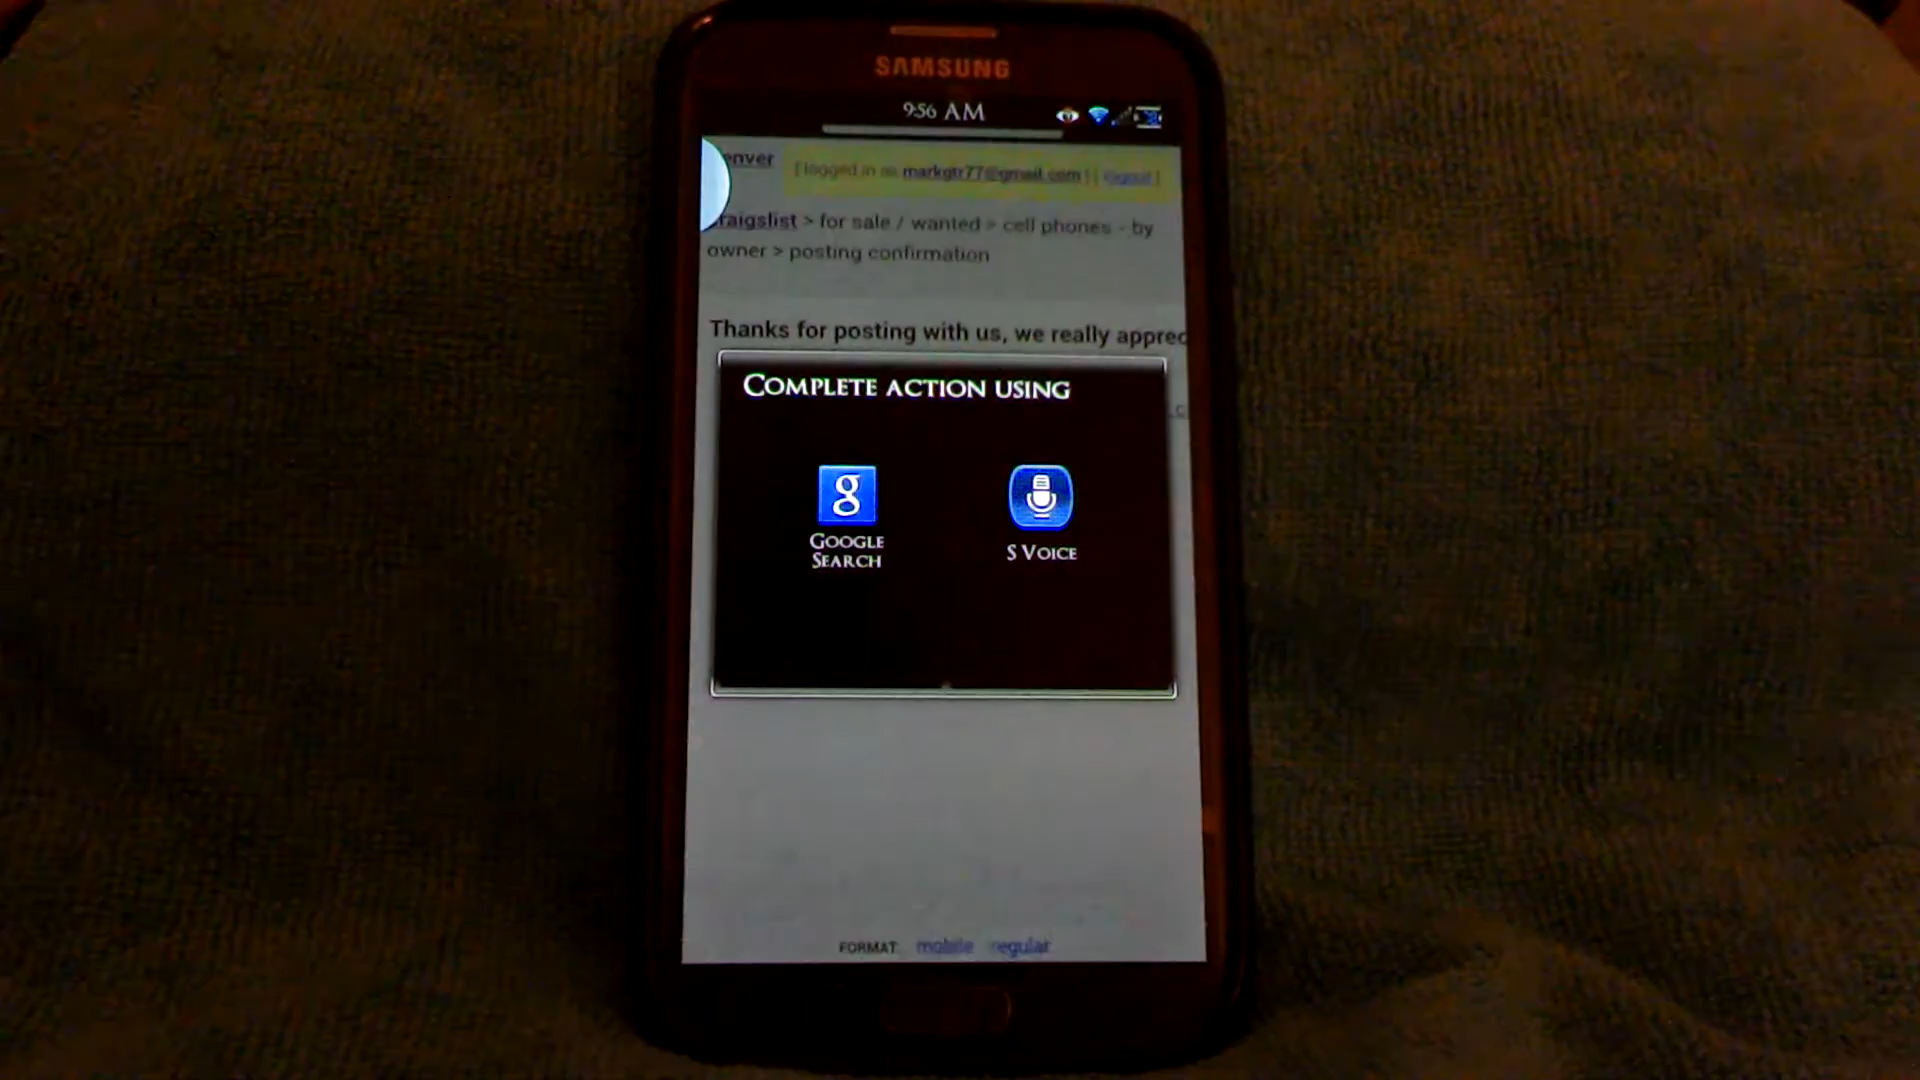 SAMSUNG
9:56 AM
enver
[ logged in as markgtr77@gmail.com ] [ logout ]
raigslist > for sale / wanted > cell phones - by
owner > posting confirmation
Thanks for posting with us, we really apprec
COMPLETE ACTION USING
g
GOOGLE
SEARCH
S VOICE
FORMAT: mobile regular